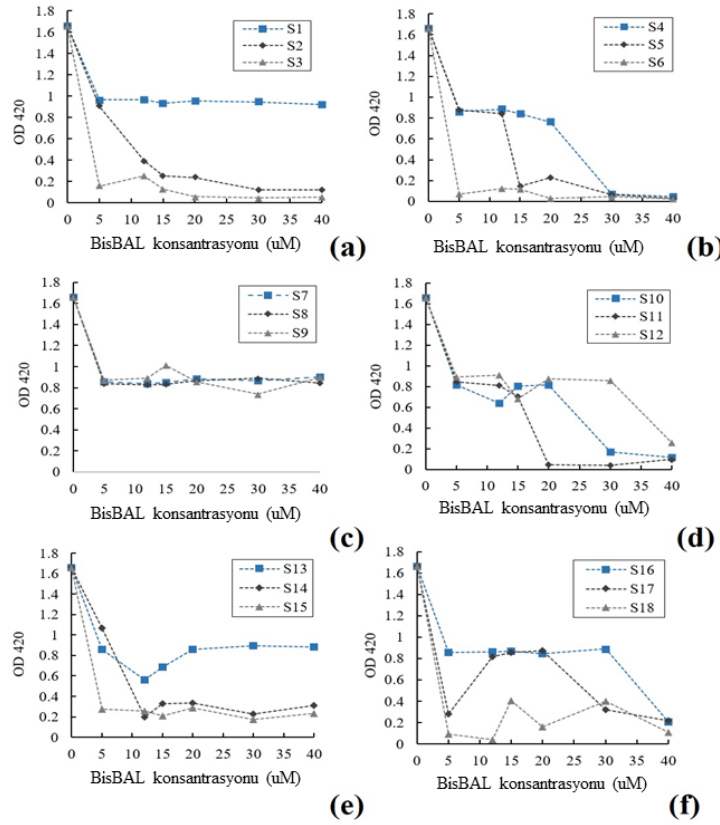 1.8
1.6
1.4
1.2
1
0.8
0.6
0.4
0.2
0
OD 420
S1
S2
S3
0 5 10 15 20 25 30 35 40
BisBAL konsantrasyonu (uM)
(a)
1.8
1.6
1.4
1.2
1
0.8
0.6
0.4
0.2
0
OD 420
S4
S5
S6
0 5 10 15 20 25 30 35 40
BisBAL konsantrasyonu (uM)
(b)
1.8
1.6
1.4
1.2
1
0.8
0.6
0.4
0.2
0
OD 420
S7
S8
S9
0 5 10 15 20 25 30 35 40
BisBAL konsantrasyonu (uM)
(c)
1.8
1.6
1.4
1.2
1
0.8
0.6
0.4
0.2
0
OD 420
S10
S11
S12
0 5 10 15 20 25 30 35 40
BisBAL konsantrasyonu (uM)
(d)
1.8
1.6
1.4
1.2
1
0.8
0.6
0.4
0.2
0
OD 420
S13
S14
S15
0 5 10 15 20 25 30 35 40
BisBAL konsantrasyonu (uM)
(e)
1.8
1.6
1.4
1.2
1
0.8
0.6
0.4
0.2
0
OD 420
S16
S17
S18
0 5 10 15 20 25 30 35 40
BisBAL konsantrasyonu (uM)
(f)